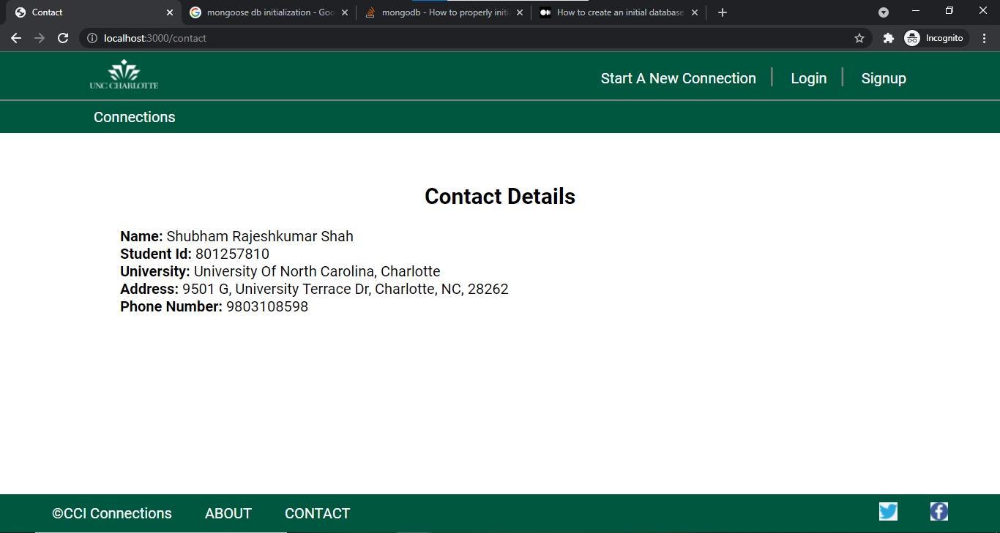 Contact
mongoose db initialization - Goo
mongodb - How to properly initi
How to create an initial database
localhost:3000/contact
Incognito
UNC CHARLOTTE
Start A New Connection
Login
Signup
Connections
Contact Details
Name: Shubham Rajeshkumar Shah
Student Id: 801257810
University: University Of North Carolina, Charlotte
Address: 9501 G, University Terrace Dr, Charlotte, NC, 28262
Phone Number: 9803108598
©CCI Connections
ABOUT
CONTACT